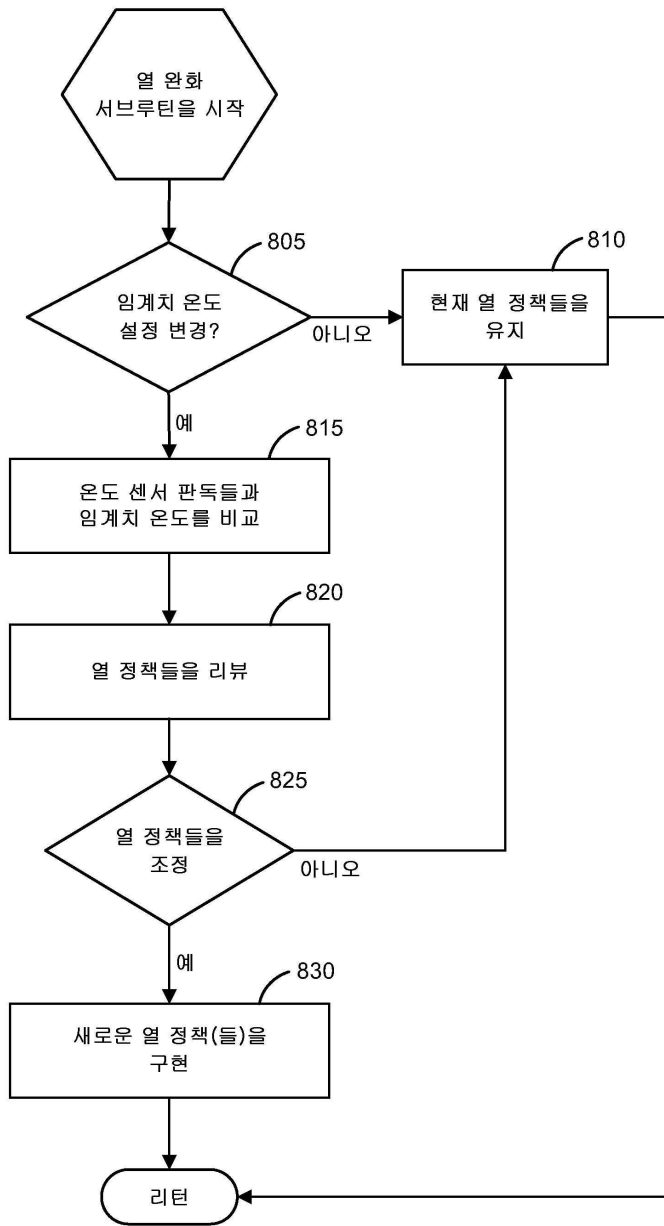 열 완화
서브루틴을 시작
805
임계치 온도
설정 변경?
아니오
810
현재 열 정책들을
유지
예
815
온도 센서 판독들과
임계치 온도를 비교
820
열 정책들을 리뷰
825
열 정책들을
조정
아니오
예
830
새로운 열 정책(들)을
구현
리턴